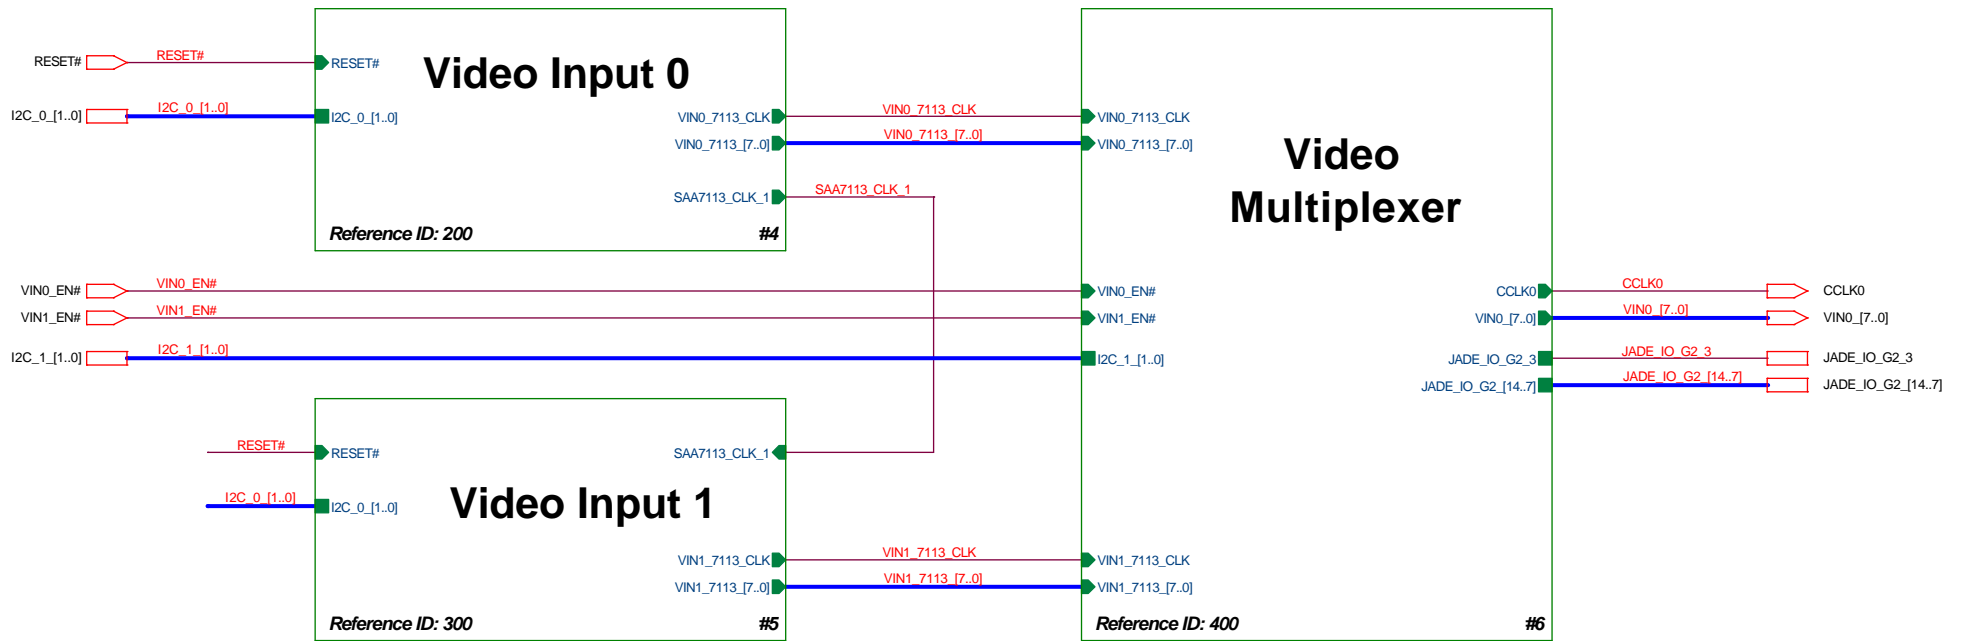 RESET#
RESET#
RESET#
Video Input 0
I2C_0_[1..0]
I2C_0_[1..0]
I2C_0_[1..0]
VIN0_7113_CLK
VIN0_7113_[7..0]
SAA7113_CLK_1
Reference ID: 200
#4
VIN0_7113_CLK
VIN0_7113_[7..0]
SAA7113_CLK_1
VIN0_7113_CLK
VIN0_7113_[7..0]
Video
Multiplexer
VIN0_EN#
VIN0_EN#
VIN0_EN#
VIN1_EN#
VIN1_EN#
VIN1_EN#
I2C_1_[1..0]
I2C_1_[1..0]
I2C_1_[1..0]
CCLK0
CCLK0
CCLK0
VIN0_[7..0]
VIN0_[7..0]
VIN0_[7..0]
JADE_IO_G2_3
JADE_IO_G2_3
JADE_IO_G2_3
JADE_IO_G2_[14..7]
JADE_IO_G2_[14..7]
JADE_IO_G2_[14..7]
RESET#
RESET#
SAA7113_CLK_1
I2C_0_[1..0]
I2C_0_[1..0]
Video Input 1
VIN1_7113_CLK
VIN1_7113_[7..0]
Reference ID: 300
#5
VIN1_7113_CLK
VIN1_7113_[7..0]
VIN1_7113_CLK
VIN1_7113_[7..0]
Reference ID: 400
#6